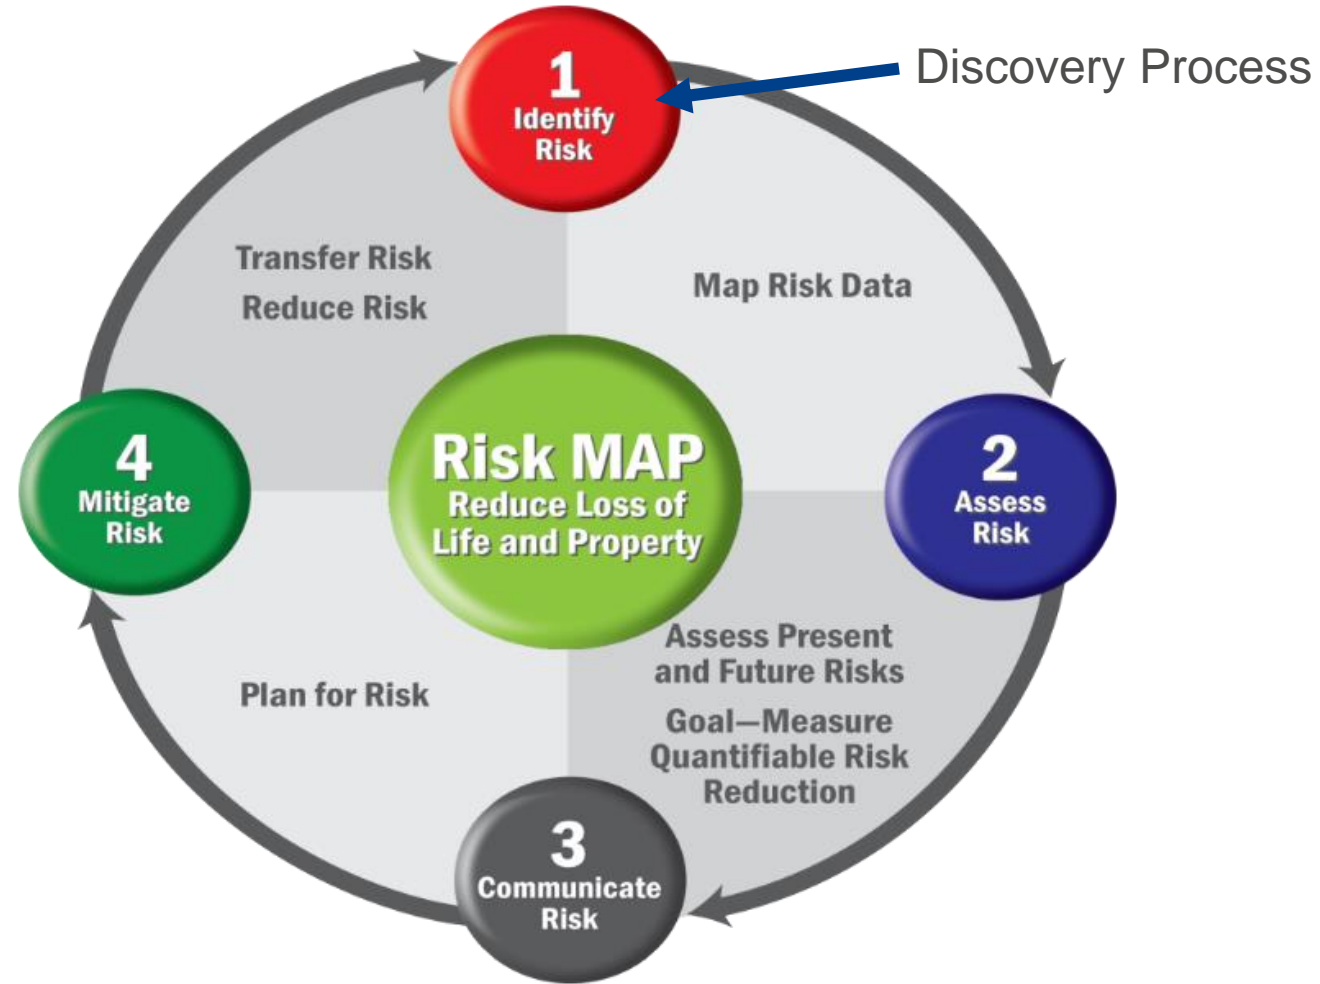 Discovery Process
1
Identify
Risk
Transfer Risk
Reduce Risk
Map Risk Data
Risk MAP
Reduce Loss of
Life and Property
4
Mitigate
Risk
2
Assess
Risk
Assess Present
and Future Risks
Goal—Measure
Quantifiable Risk
Reduction
Plan for Risk
3
Communicate
Risk